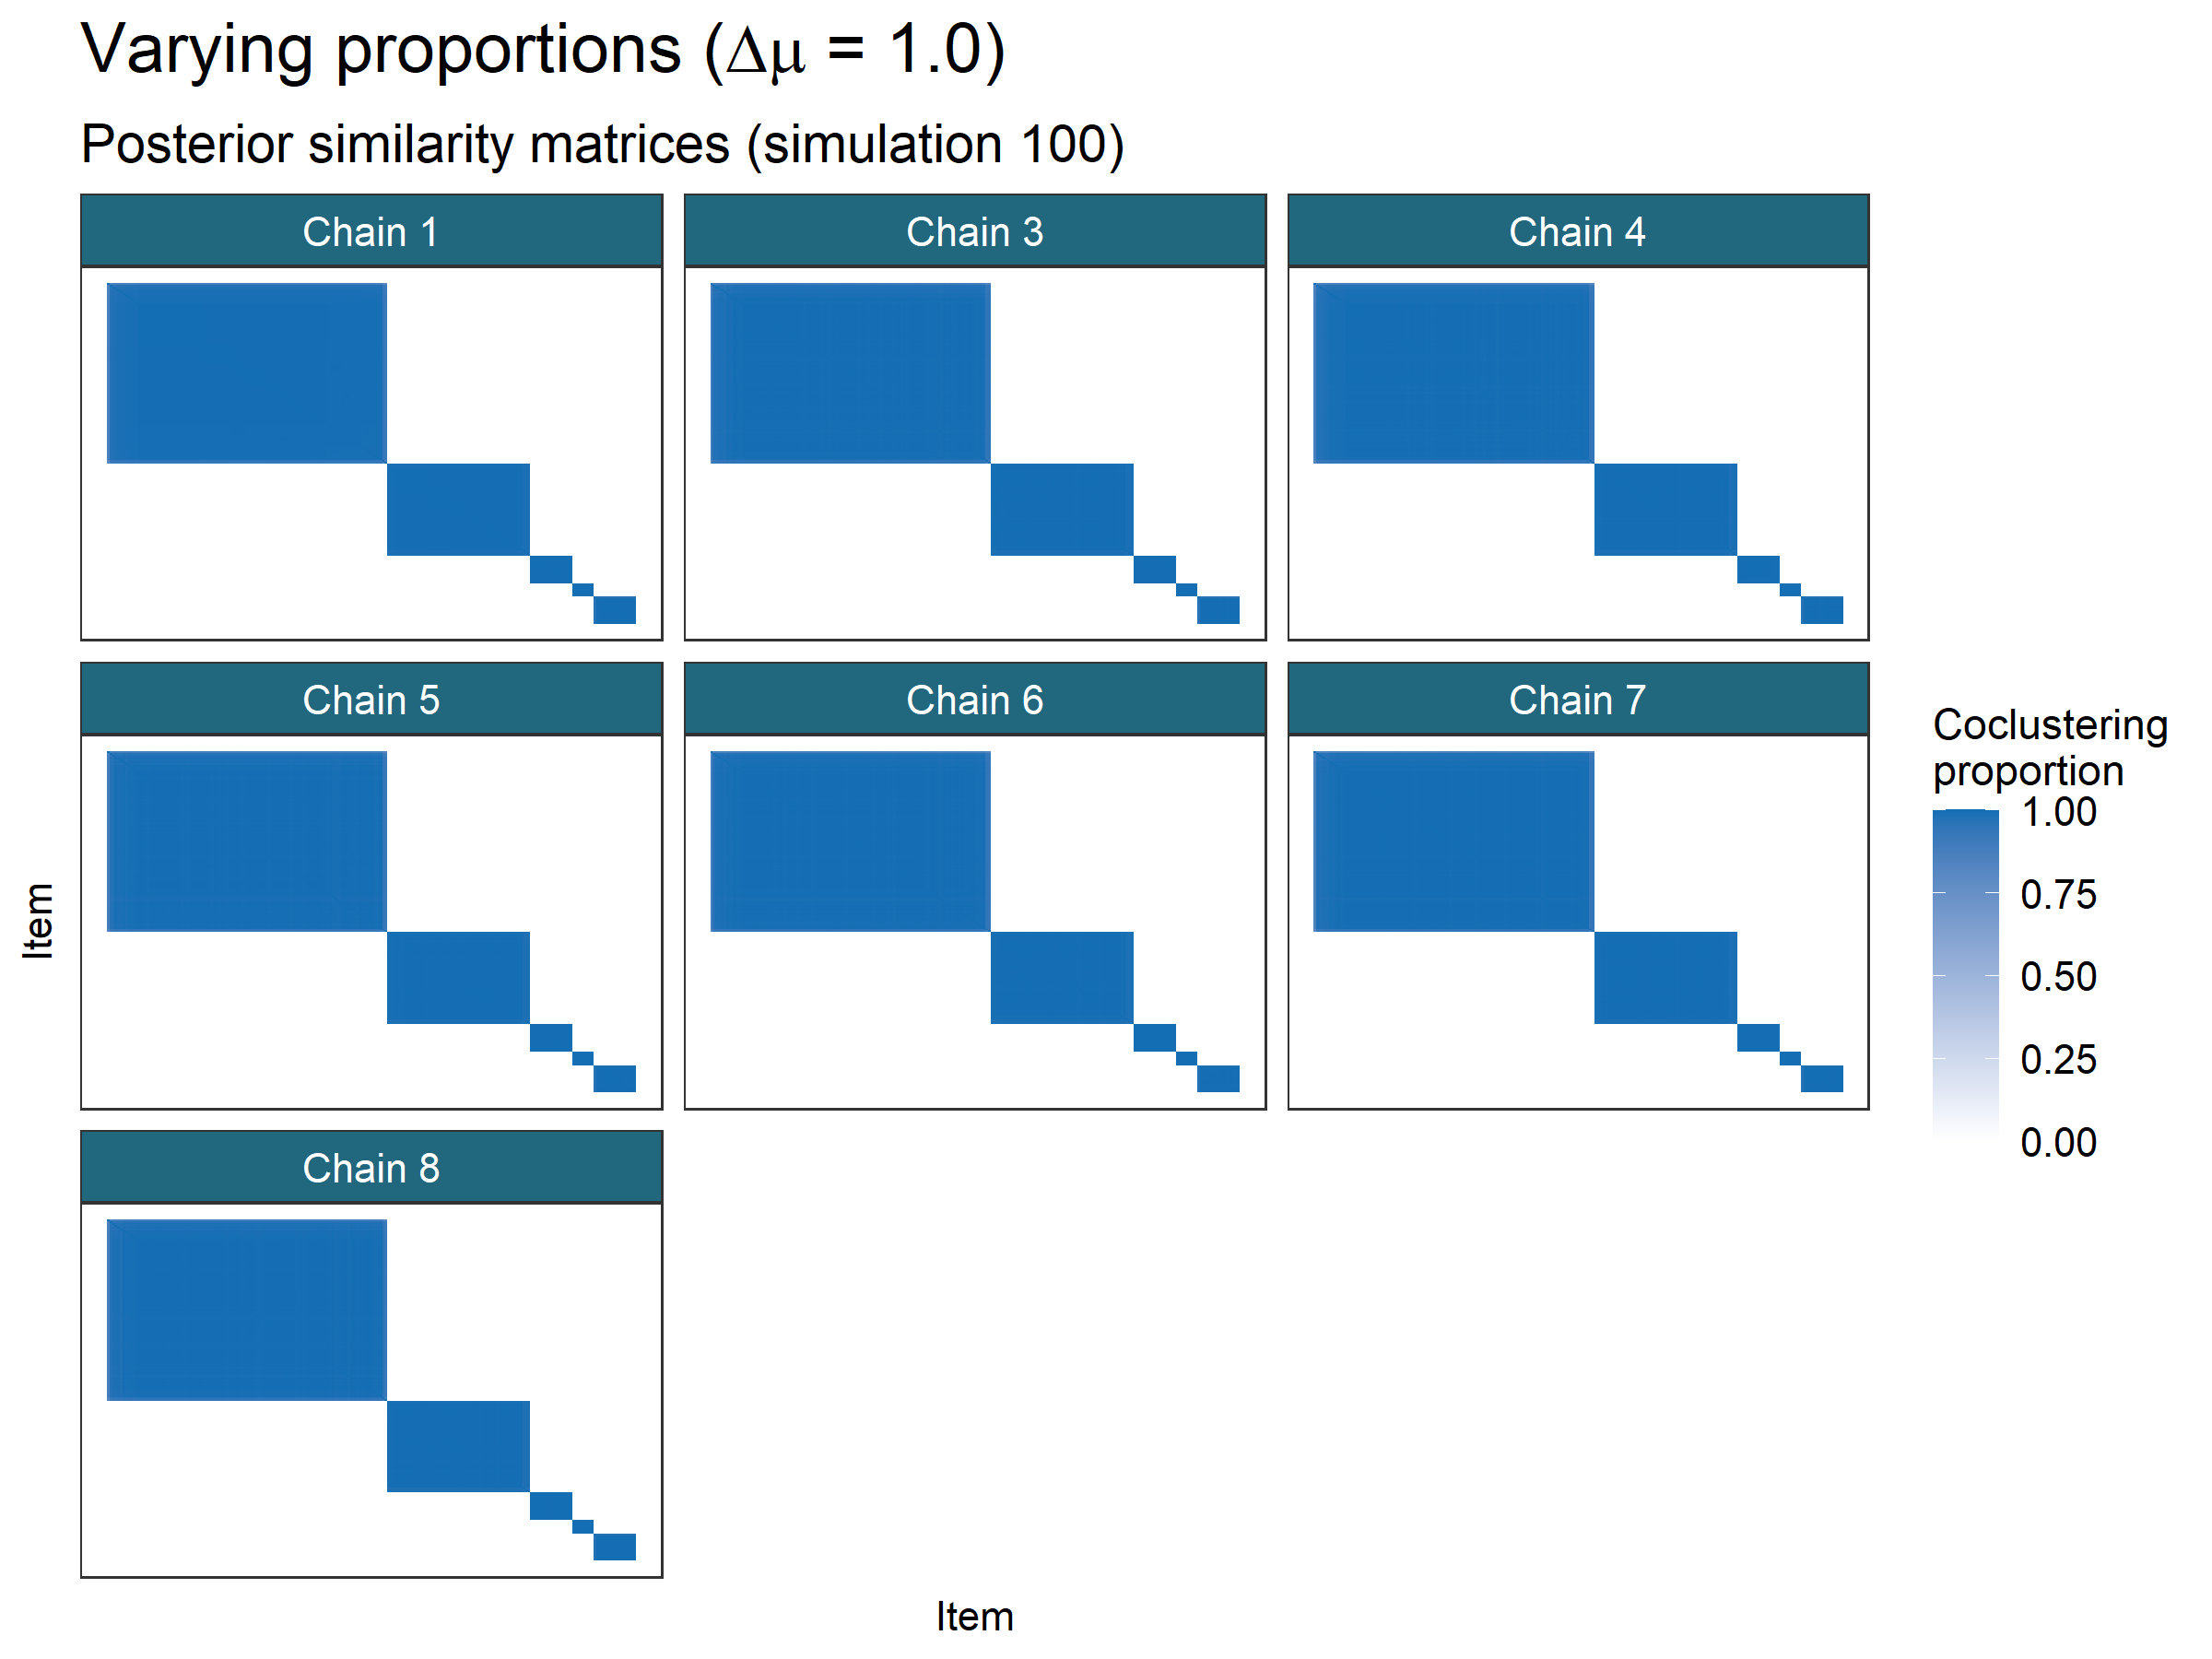 Varying proportions (Δμ = 1.0)
Posterior similarity matrices (simulation 100)
Chain 1
Chain 3
Chain 4
Chain 5
Chain 6
Chain 7
Chain 8
Item
Item
Coclustering
proportion
1.00
0.75
0.50
0.25
0.00